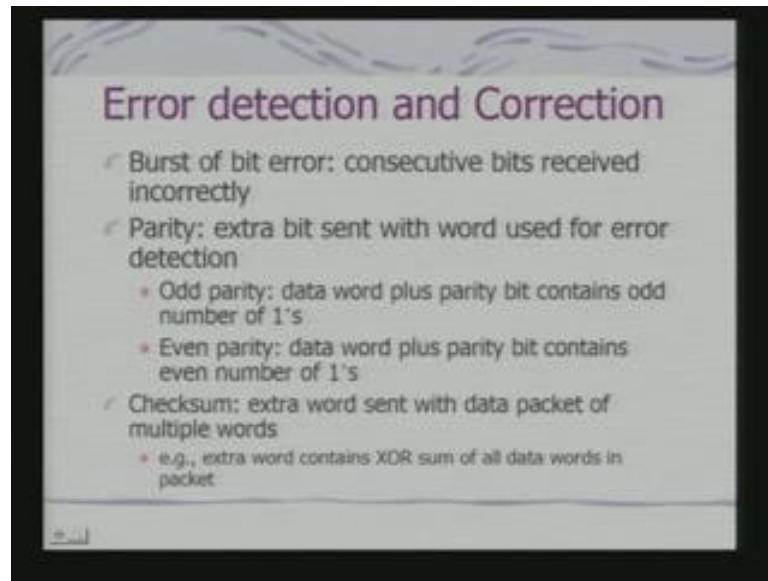 Error detection and Correction
Burst of bit error: consecutive bits received
incorrectly
Parity: extra bit sent with word used for error
detection
Odd parity: data word plus parity bit contains odd
number of 1's
Even parity: data word plus parity bit contains
even number of 1's
Checksum: extra word sent with data packet of
multiple words
e.g., extra word contains XOR sum of all data words in
packet